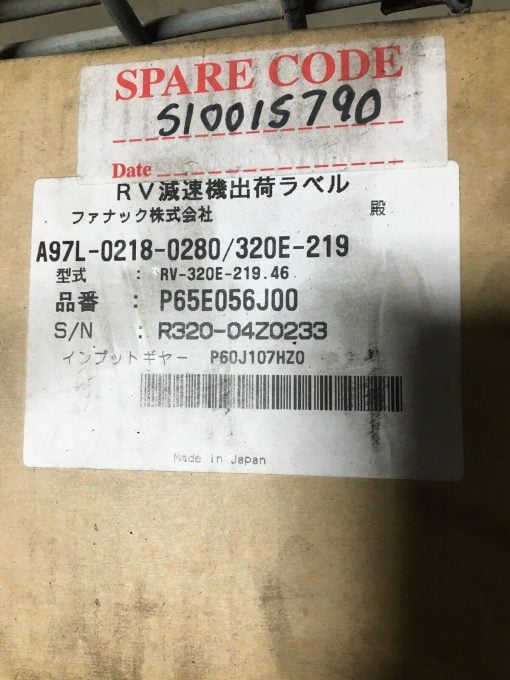 SPARE CODE
S10015790
Date
RV減速機出荷ラベル
ファナック株式会社 殿
A97L-0218-0280/320E-219
型式 : RV-320E-219.46
品番 : P65E056J00
S/N : R320-04Z0233
インプットギヤー P60J107HZ0
Made in Japan